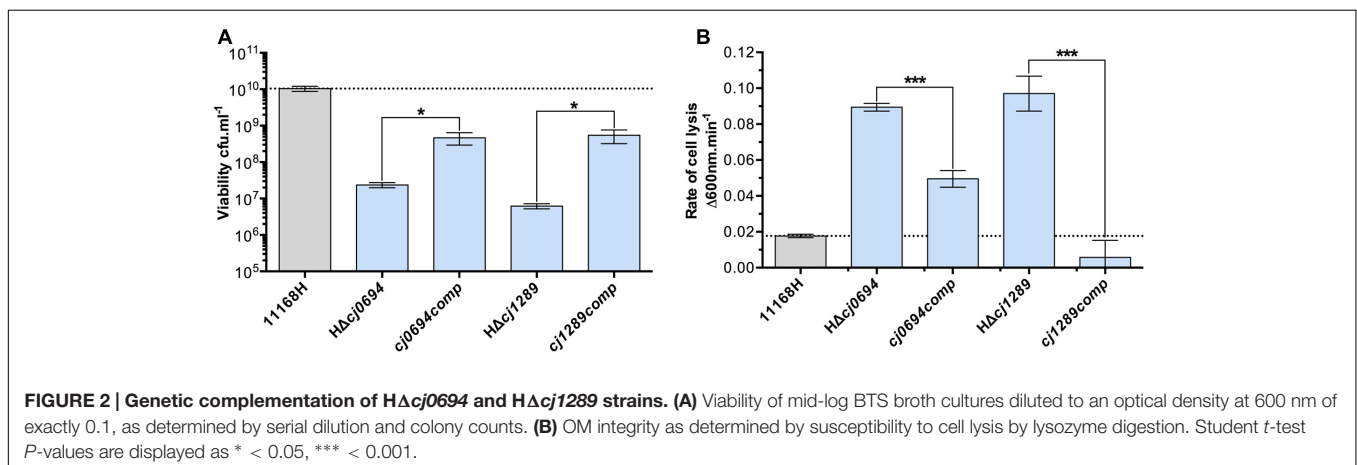 A
B
Viability cfu.ml-1
10^11
10^10
10^9
10^8
10^7
10^6
10^5
*
*
11168H
HΔcj0694
cj0694comp
HΔcj1289
cj1289comp
Rate of cell lysis
Δ600nm.min-1
0.12
0.10
0.08
0.06
0.04
0.02
0.00
***
***
11168H
HΔcj0694
cj0694comp
HΔcj1289
cj1289comp
FIGURE 2 | Genetic complementation of HΔcj0694 and HΔcj1289 strains. (A) Viability of mid-log BTS broth cultures diluted to an optical density at 600 nm of
exactly 0.1, as determined by serial dilution and colony counts. (B) OM integrity as determined by susceptibility to cell lysis by lysozyme digestion. Student t-test
P-values are displayed as * < 0.05, *** < 0.001.